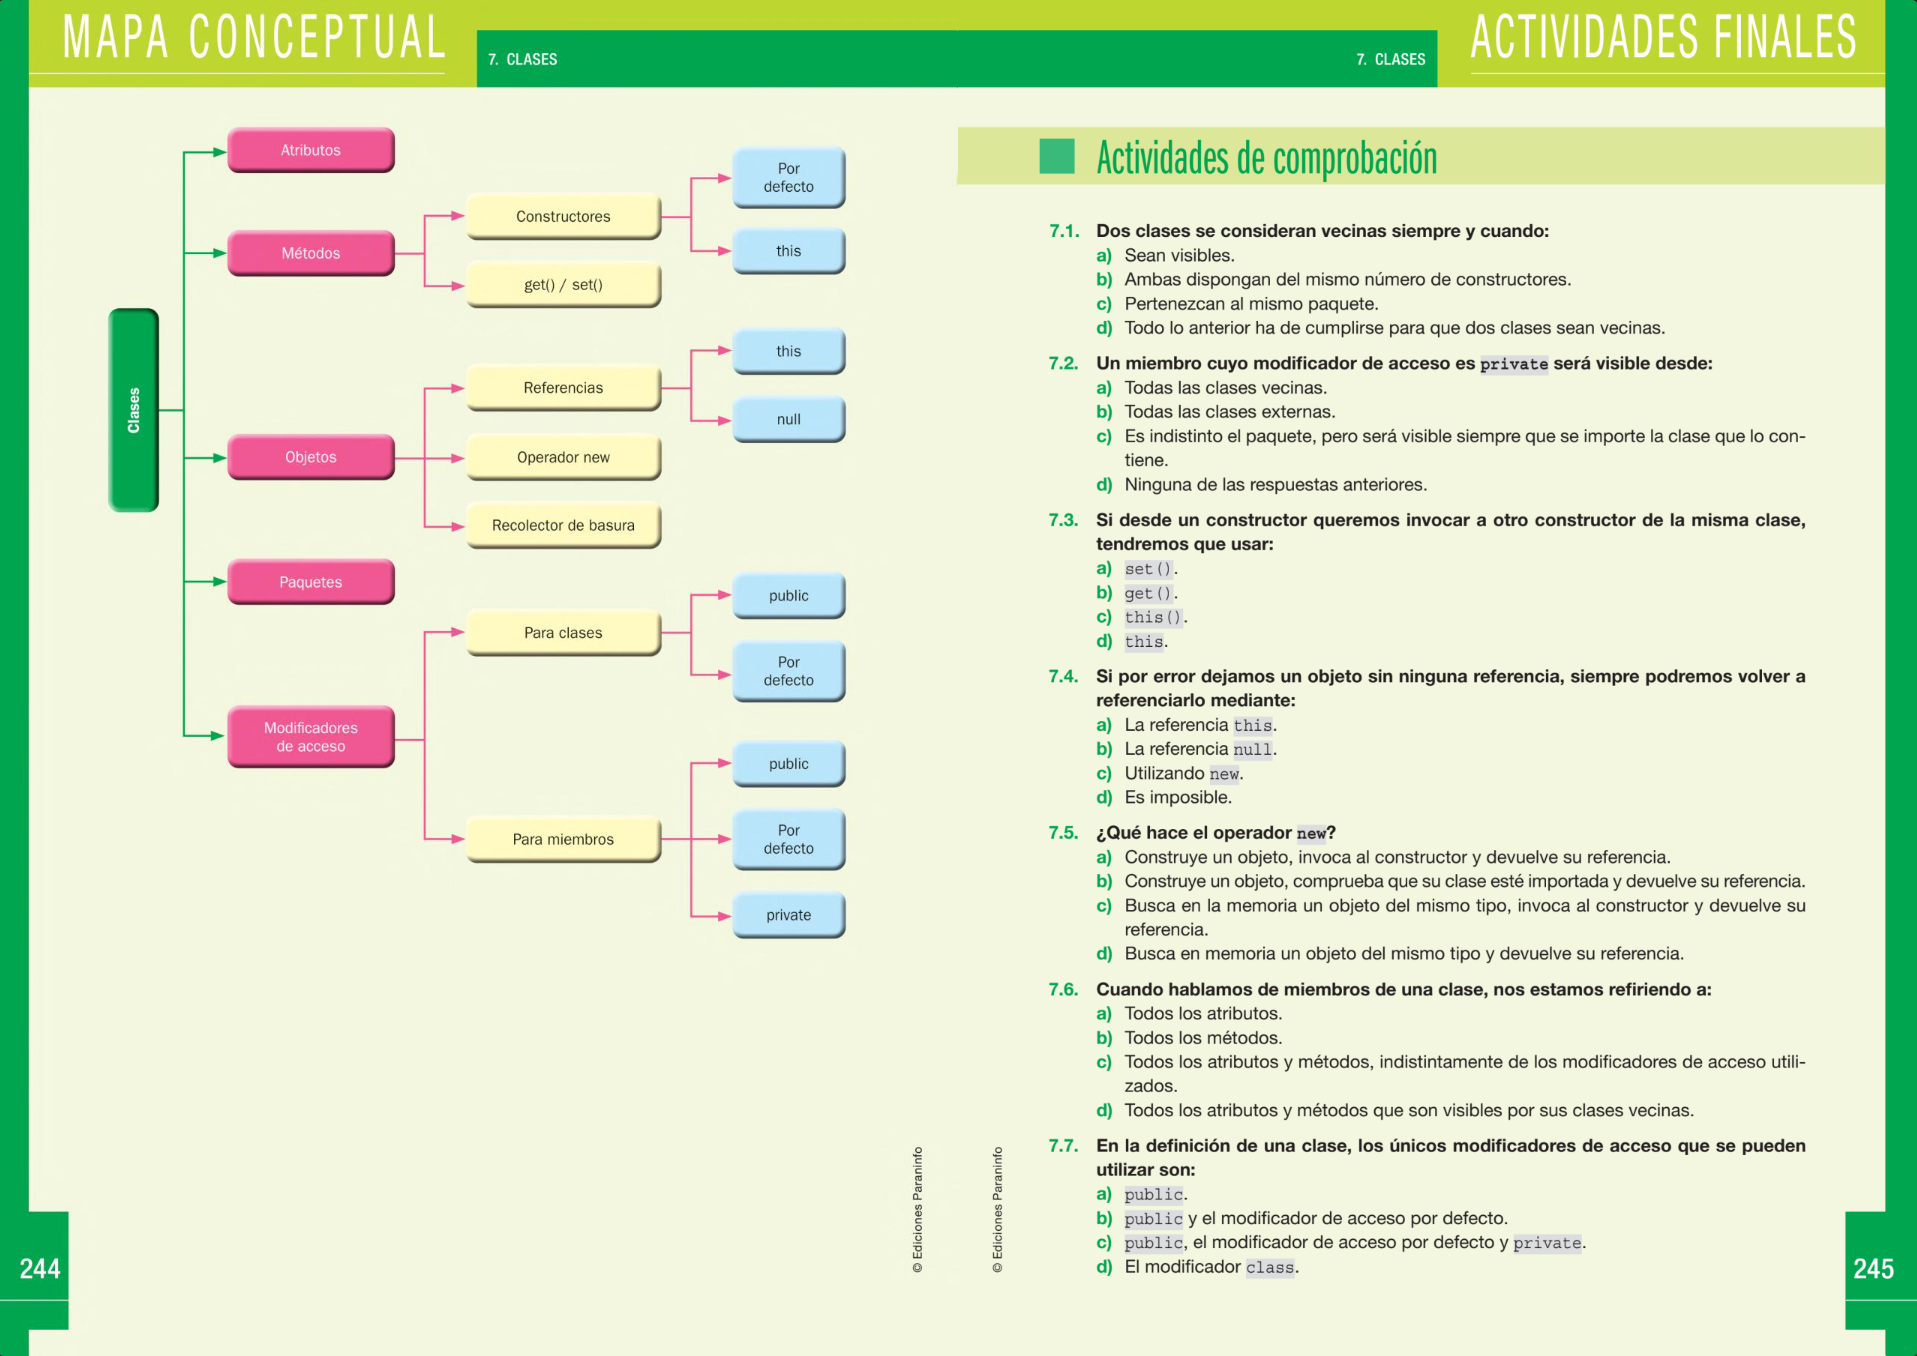 MAPA CONCEPTUAL
7. CLASES
Atributos
Métodos
Constructores
Por
defecto
this
get() / set()
Clases
Objetos
Referencias
this
null
Operador new
Recolector de basura
Paquetes
Modificadores
de acceso
Para clases
public
Por
defecto
Para miembros
public
Por
defecto
private
© Ediciones Paraninfo
244
7. CLASES
ACTIVIDADES FINALES
Actividades de comprobación
7.1. Dos clases se consideran vecinas siempre y cuando:
a) Sean visibles.
b) Ambas dispongan del mismo número de constructores.
c) Pertenezcan al mismo paquete.
d) Todo lo anterior ha de cumplirse para que dos clases sean vecinas.
7.2. Un miembro cuyo modificador de acceso es private será visible desde:
a) Todas las clases vecinas.
b) Todas las clases externas.
c) Es indistinto el paquete, pero será visible siempre que se importe la clase que lo con-
tiene.
d) Ninguna de las respuestas anteriores.
7.3. Si desde un constructor queremos invocar a otro constructor de la misma clase,
tendremos que usar:
a) set().
b) get().
c) this().
d) this.
7.4. Si por error dejamos un objeto sin ninguna referencia, siempre podremos volver a
referenciarlo mediante:
a) La referencia this.
b) La referencia null.
c) Utilizando new.
d) Es imposible.
7.5. ¿Qué hace el operador new?
a) Construye un objeto, invoca al constructor y devuelve su referencia.
b) Construye un objeto, comprueba que su clase esté importada y devuelve su referencia.
c) Busca en la memoria un objeto del mismo tipo, invoca al constructor y devuelve su
referencia.
d) Busca en memoria un objeto del mismo tipo y devuelve su referencia.
7.6. Cuando hablamos de miembros de una clase, nos estamos refiriendo a:
a) Todos los atributos.
b) Todos los métodos.
c) Todos los atributos y métodos, indistintamente de los modificadores de acceso utili-
zados.
d) Todos los atributos y métodos que son visibles por sus clases vecinas.
7.7. En la definición de una clase, los únicos modificadores de acceso que se pueden
utilizar son:
a) public.
b) public y el modificador de acceso por defecto.
c) public, el modificador de acceso por defecto y private.
d) El modificador class.
© Ediciones Paraninfo
245